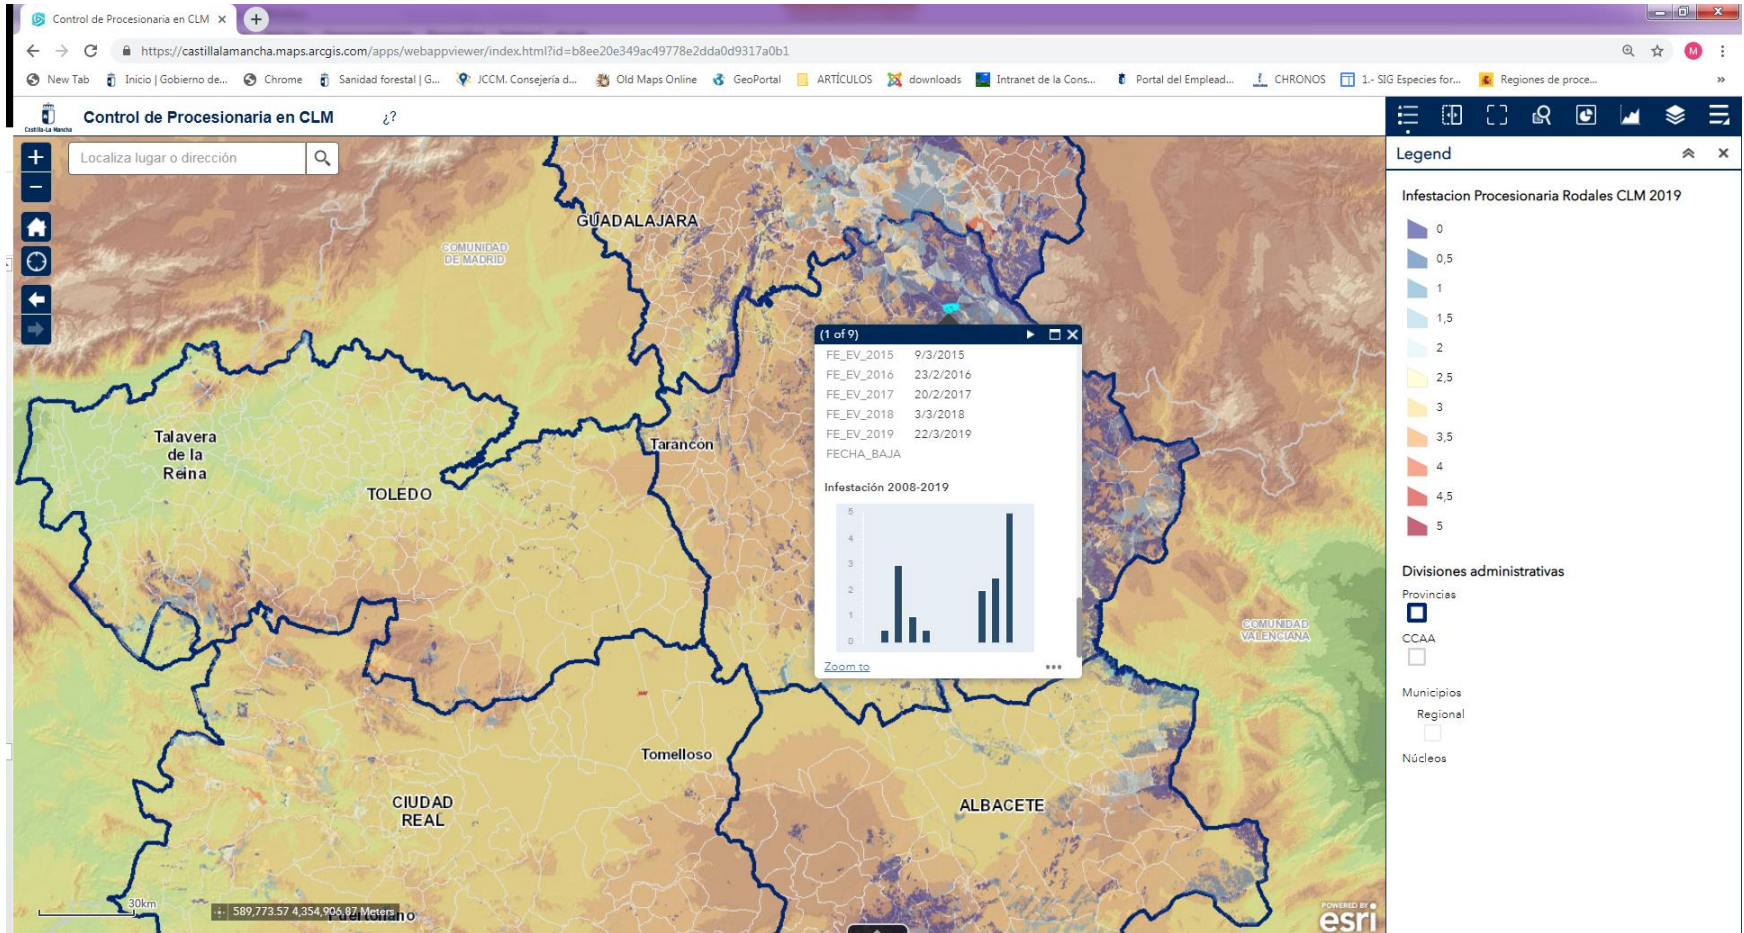 Control de Procesionaria en CLM
https://castillalamancha.maps.arcgis.com/apps/webappviewer/index.html?id=b8ee20e349ac49778e2dda0d9317a0b1
M
New Tab Inicio | Gobierno de... Chrome Sanidad forestal | G... JCCM. Consejería d... Old Maps Online GeoPortal ARTÍCULOS downloads Intranet de la Cons... Portal del Emplead... CHRONOS 1.- SIG Especies for... Regiones de proce... »
Castilla-La Mancha
Control de Procesionaria en CLM ¿?
Localiza lugar o dirección
Legend
Infestacion Procesionaria Rodales CLM 2019
0
0,5
1
1,5
2
2,5
3
3,5
4
4,5
5
Divisiones administrativas
Provincias
CCAA
Municipios
Regional
Núcleos
GUADALAJARA
COMUNIDAD
DE MADRID
Talavera
de la
Reina
TOLEDO
Tarancón
(1 of 9)
FE_EV_2015 9/3/2015
FE_EV_2016 23/2/2016
FE_EV_2017 20/2/2017
FE_EV_2018 3/3/2018
FE_EV_2019 22/3/2019
FECHA_BAJA
Infestación 2008-2019
5
4
3
2
1
0
Zoom to
COMUNIDAD
VALENCIANA
Tomelloso
CIUDAD
REAL
ALBACETE
30km
589,773.57 4,354,906.87 Meters
Puertollano
POWERED BY
esri